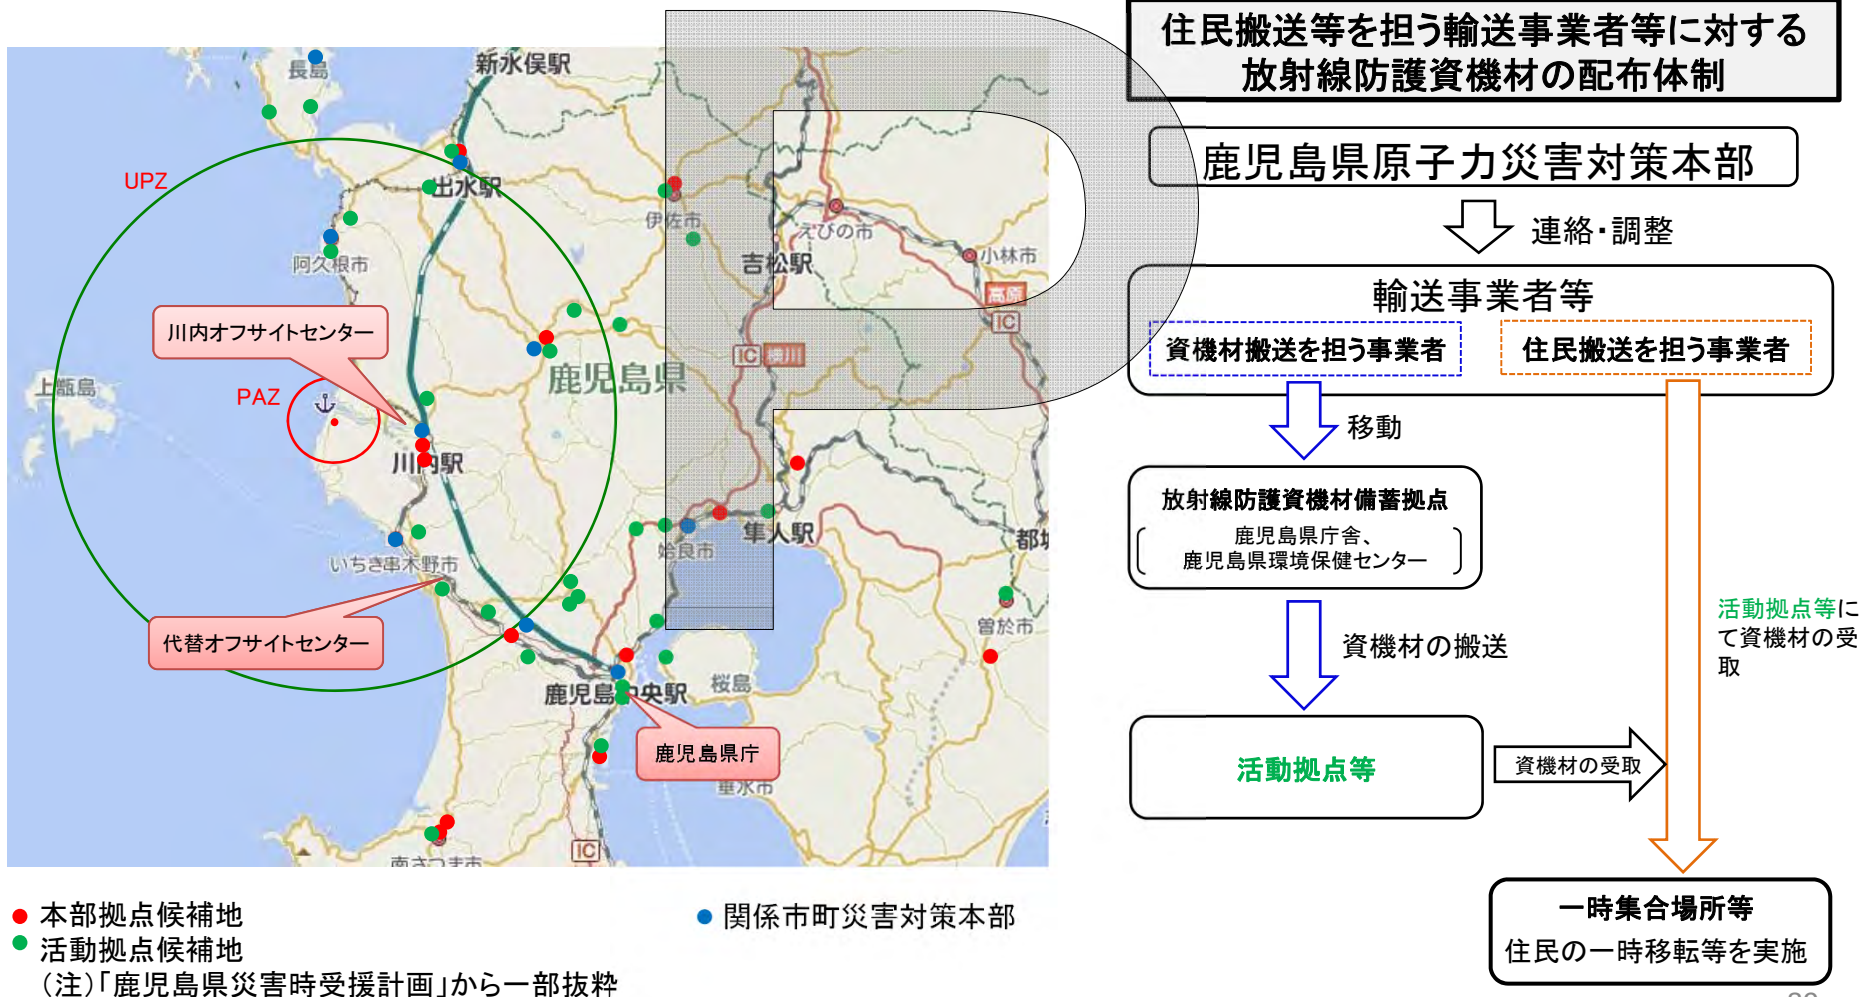 住民搬送等を担う輸送事業者等に対する
放射線防護資機材の配布体制
新水俣駅
長島
UPZ
出水駅
阿久根市
伊佐市
えびの市
吉松駅
小林市
高原
IC
川内オフサイトセンター
IC
横川
鹿児島県
上甑島
PAZ
川内駅
隼人駅
都城
姶良市
いちき串木野市
代替オフサイトセンター
曽於市
桜島
鹿児島中央駅
鹿児島県庁
垂水市
IC
南さつま市
P
鹿児島県原子力災害対策本部
連絡・調整
輸送事業者等
資機材搬送を担う事業者
住民搬送を担う事業者
移動
放射線防護資機材備蓄拠点
鹿児島県庁舎、
鹿児島県環境保健センター
資機材の搬送
活動拠点等に
て資機材の受
取
活動拠点等
資機材の受取
一時集合場所等
住民の一時移転等を実施
本部拠点候補地
活動拠点候補地
関係市町災害対策本部
(注)「鹿児島県災害時受援計画」から一部抜粋